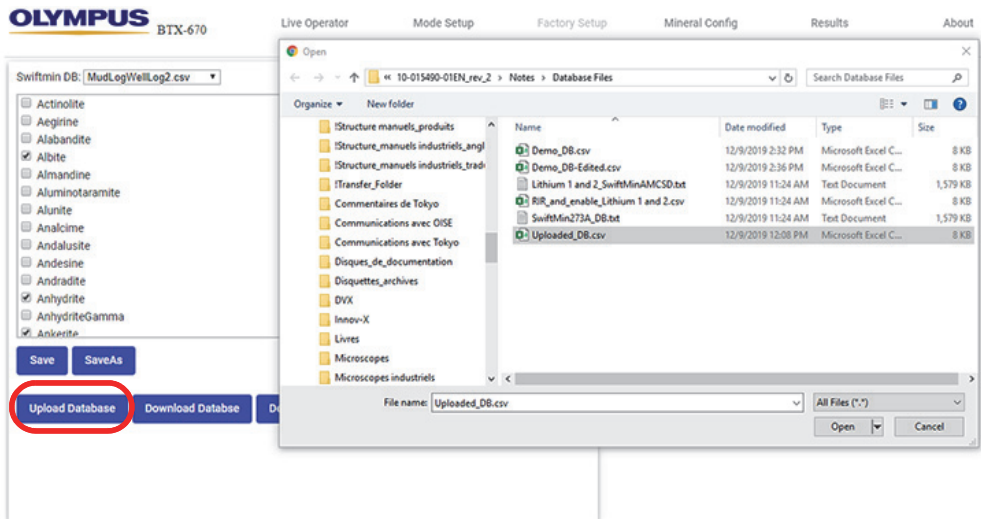 OLYMPUS BTX-670
Live Operator Mode Setup Factory Setup Mineral Config Results About
Swiftmin DB: MudLogWellLog2.csv
Actinolite
Aegirine
Alabandite
Albite
Almandine
Aluminotaramite
Alunite
Analcime
Andalusite
Andesine
Andradite
Anhydrite
AnhydriteGamma
Ankerite
Save SaveAs
Upload Database Download Databse
Open
« 10-015490-01EN_rev_2 › Notes › Database Files
Search Database Files
Organize New folder
!Structure manuels_produits
!Structure_manuels industriels_angl
!Structure_manuels industriels_trad
!Transfer_Folder
Commentaires de Tokyo
Communications avec OISE
Communications avec Tokyo
Disques_de_documentation
Disquettes_archives
DVX
Innov-X
Livres
Microscopes
Microscopes industriels
Name Date modified Type Size
Demo_DB.csv 12/9/2019 2:32 PM Microsoft Excel C... 8 KB
Demo_DB-Edited.csv 12/9/2019 2:36 PM Microsoft Excel C... 8 KB
Lithium 1 and 2_SwiftMinAMCSD.txt 12/9/2019 11:24 AM Text Document 1,579 KB
RIR_and_enable_Lithium 1 and 2.csv 12/9/2019 11:24 AM Microsoft Excel C... 8 KB
SwiftMin273A_DB.txt 12/9/2019 11:24 AM Text Document 1,579 KB
Uploaded_DB.csv 12/9/2019 12:08 PM Microsoft Excel C... 8 KB
File name: Uploaded_DB.csv All Files (*.*)
Open Cancel